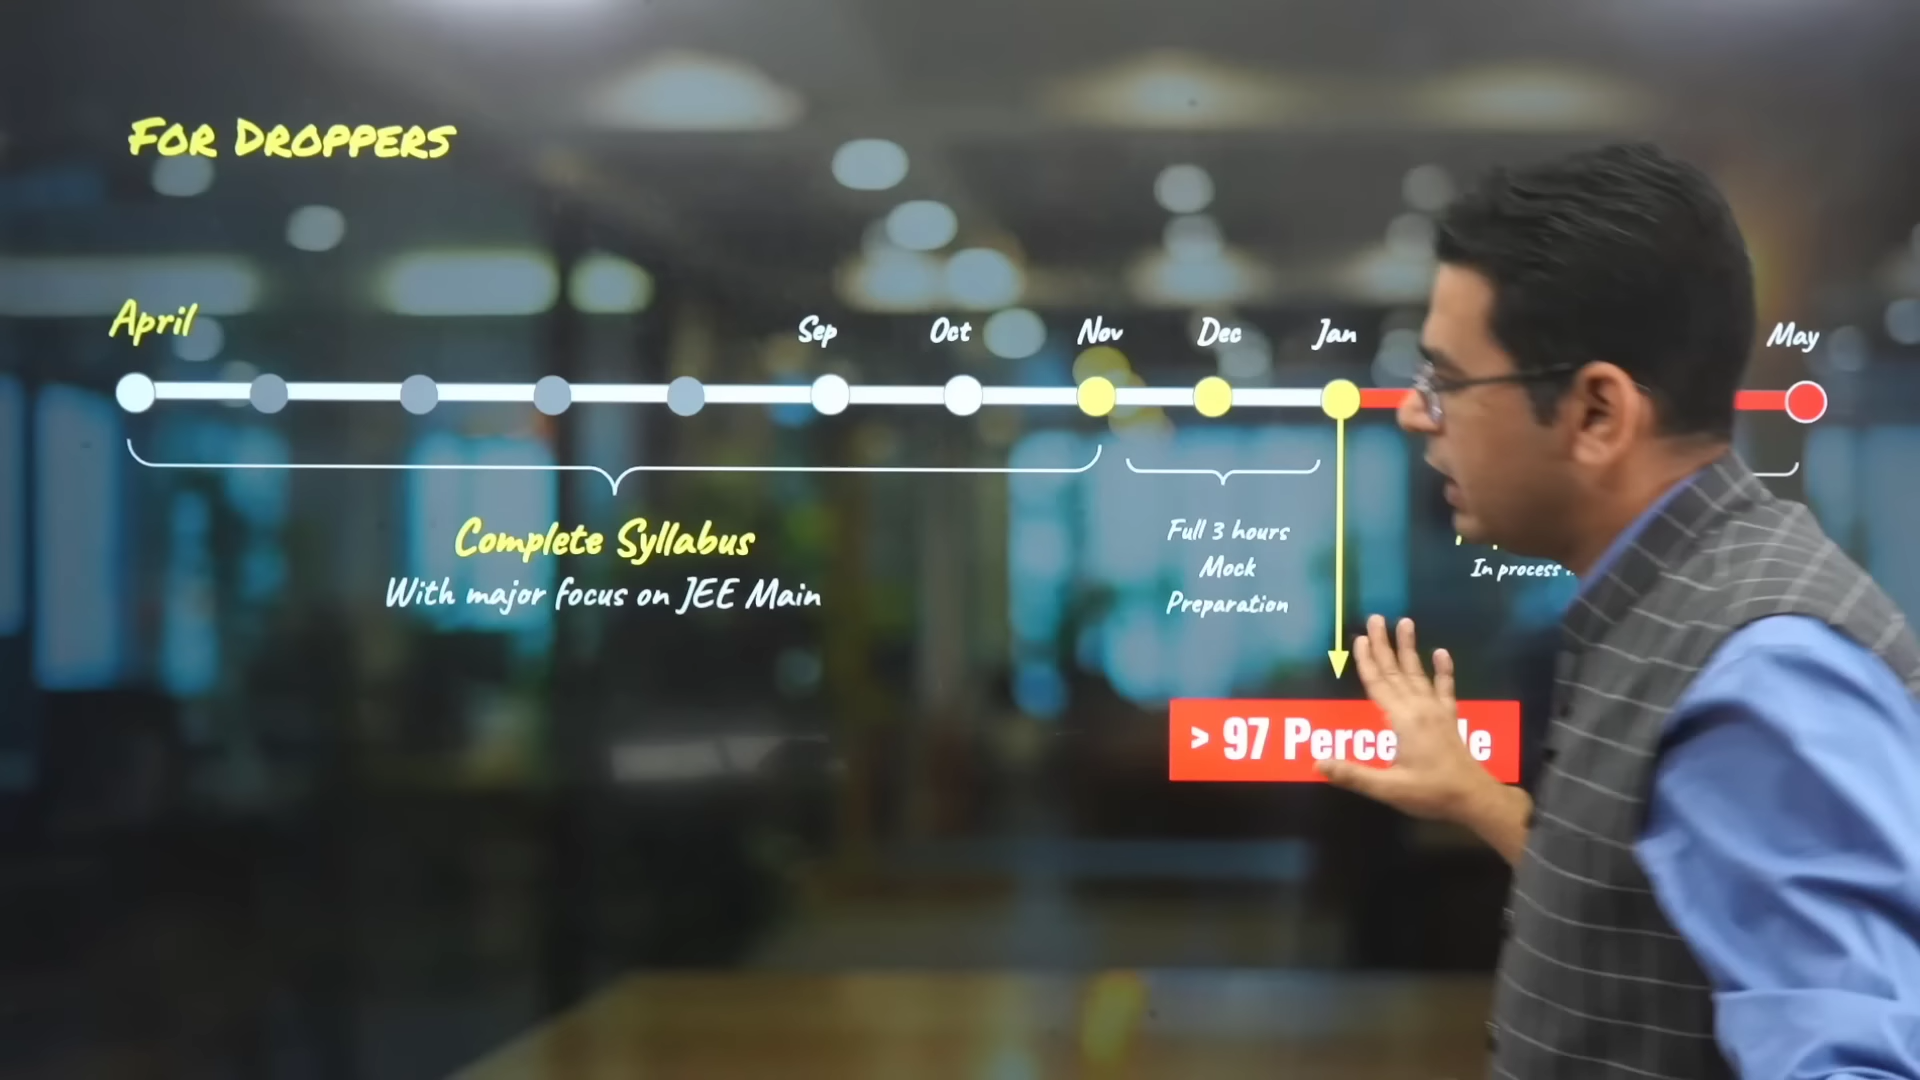 For Droppers
April
Sep
Oct
Nov
Dec
Jan
May
Complete Syllabus
With major focus on JEE Main
Full 3 hours
Mock
Preparation
In process
> 97